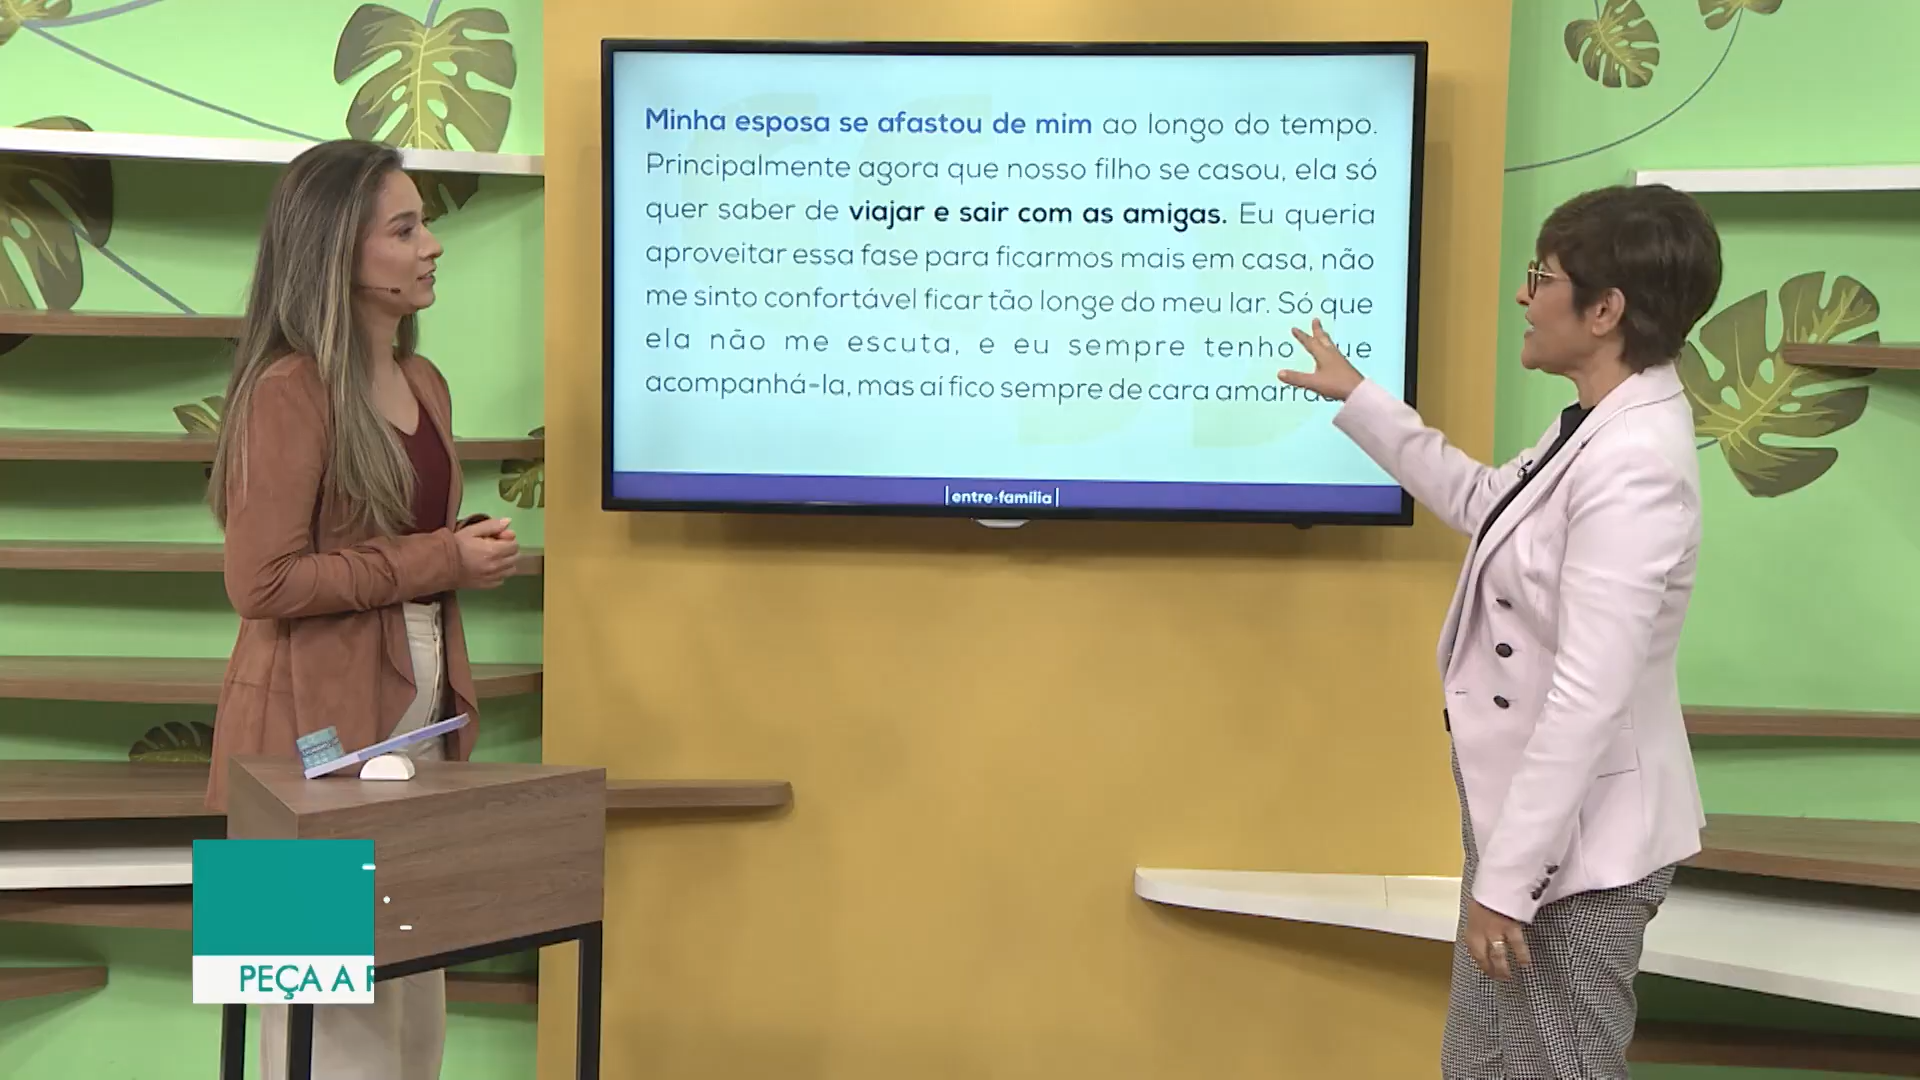 Minha esposa se afastou de mim ao longo do tempo.
Principalmente agora que nosso filho se casou, ela só
quer saber de viajar e sair com as amigas. Eu queria
aproveitar essa fase para ficarmos mais em casa, não
me sinto confortável ficar tão longe do meu lar. Só que
ela não me escuta, e eu sempre tenho
acompanhá-la, mas aí fico sempre de cara
|entre-família|
PEÇA A